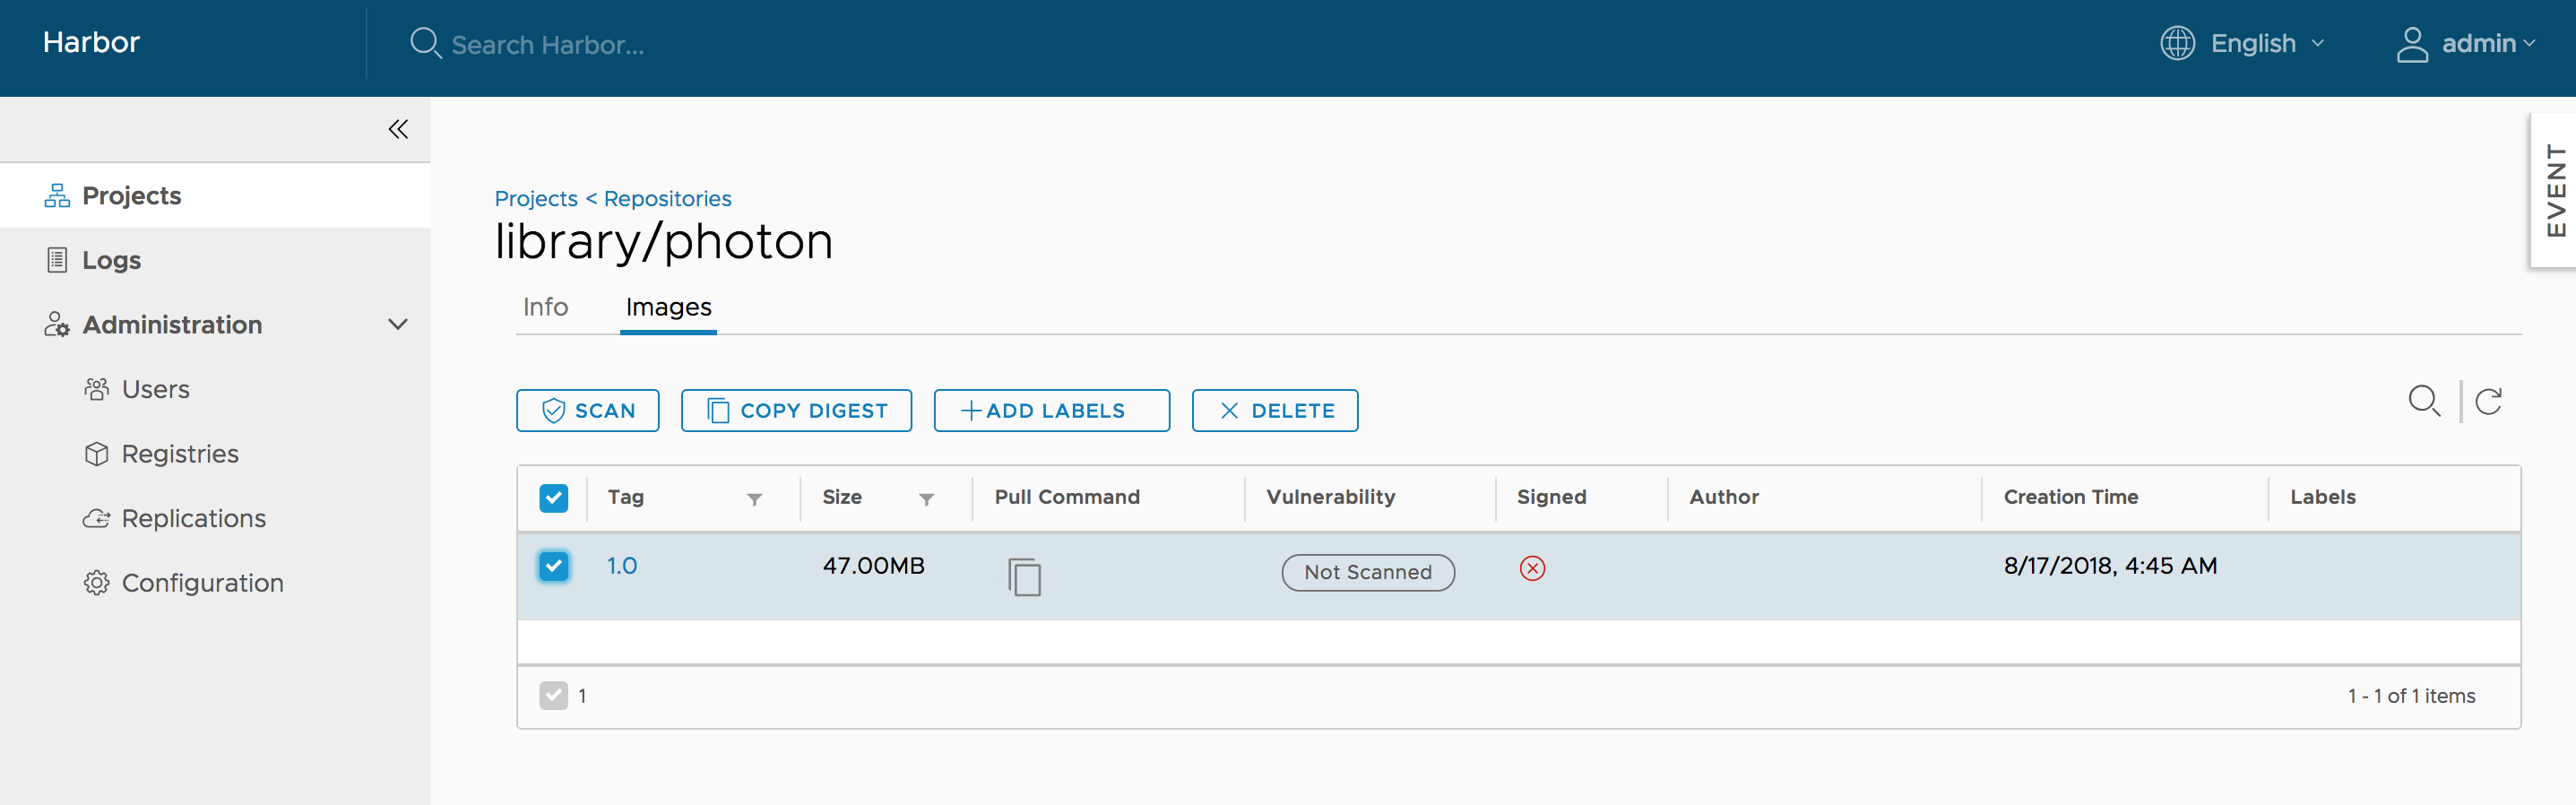 Harbor
Search Harbor...
English
admin
EVENT
Projects
Logs
Administration
Users
Registries
Replications
Configuration
Projects < Repositories
library/photon
Info Images
SCAN COPY DIGEST +ADD LABELS × DELETE
Tag Size Pull Command Vulnerability Signed Author Creation Time Labels
1.0 47.00MB Not Scanned 8/17/2018, 4:45 AM
1 1 - 1 of 1 items